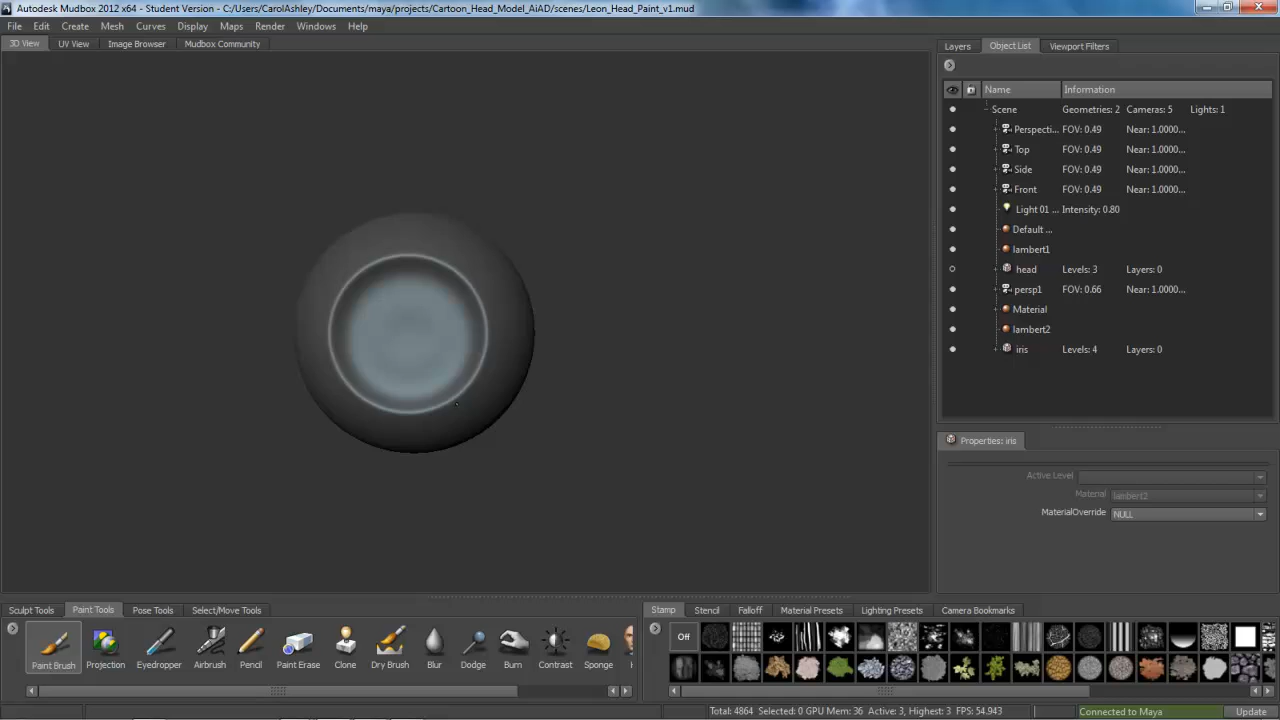 Autodesk Mudbox 2012 x64 - Student Version - C:/Users/CarolAshley/Documents/maya/projects/Cartoon_Head_Model_AiAD/scenes/Leon_Head_Paint_v1.mud
File Edit Create Mesh Curves Display Maps Render Windows Help
3D View UV View Image Browser Mudbox Community
Layers Object List Viewport Filters
Name Information
Scene Geometries: 2 Cameras: 5 Lights: 1
Perspecti... FOV: 0.49 Near: 1.0000...
Top FOV: 0.49 Near: 1.0000...
Side FOV: 0.49 Near: 1.0000...
Front FOV: 0.49 Near: 1.0000...
Light 01 ... Intensity: 0.80
Default ...
lambert1
head Levels: 3 Layers: 0
persp1 FOV: 0.66 Near: 1.0000...
Material
lambert2
iris Levels: 4 Layers: 0
Properties: iris
Active Level
Material lambert2
MaterialOverride NULL
Sculpt Tools Paint Tools Pose Tools Select/Move Tools
Stamp Stencil Falloff Material Presets Lighting Presets Camera Bookmarks
Off
Paint Brush Projection Eyedropper Airbrush Pencil Paint Erase Clone Dry Brush Blur Dodge Burn Contrast Sponge
Total: 4864 Selected: 0 GPU Mem: 36 Active: 3, Highest: 3 FPS: 54.943
Connected to Maya Update